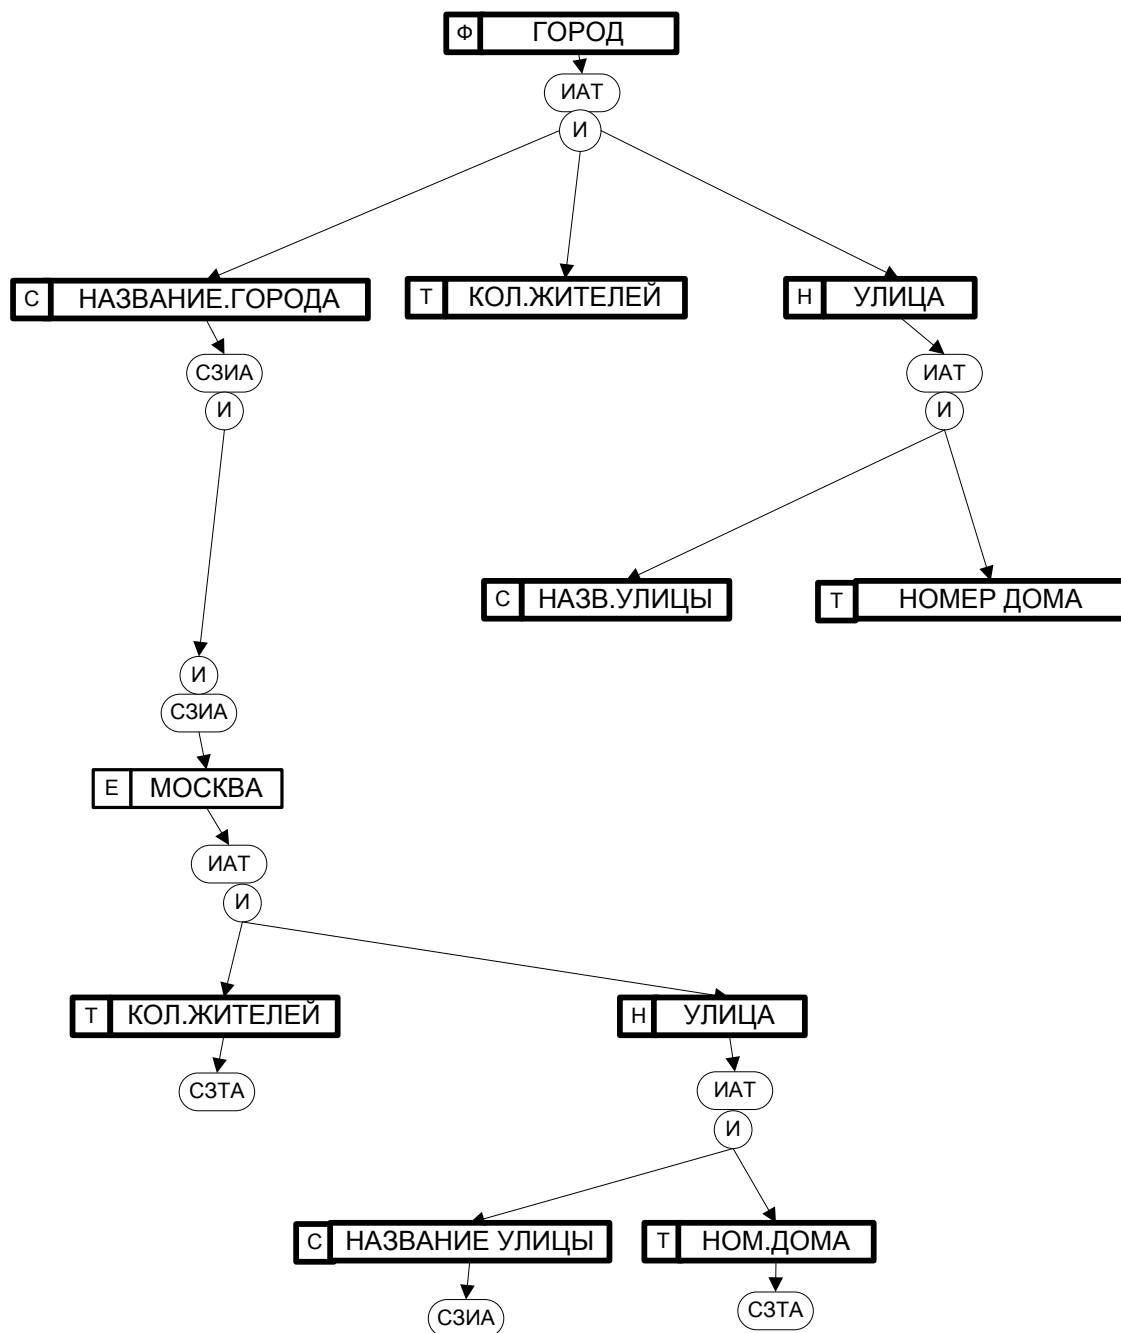 Ф ГОРОД
ИАТ
И
С НАЗВАНИЕ.ГОРОДА
Т КОЛ.ЖИТЕЛЕЙ
Н УЛИЦА
СЗИА
И
ИАТ
И
С НАЗВ.УЛИЦЫ
Т НОМЕР ДОМА
И
СЗИА
Е МОСКВА
ИАТ
И
Т КОЛ.ЖИТЕЛЕЙ
Н УЛИЦА
СЗТА
ИАТ
И
С НАЗВАНИЕ УЛИЦЫ
Т НОМ.ДОМА
СЗИА
СЗТА